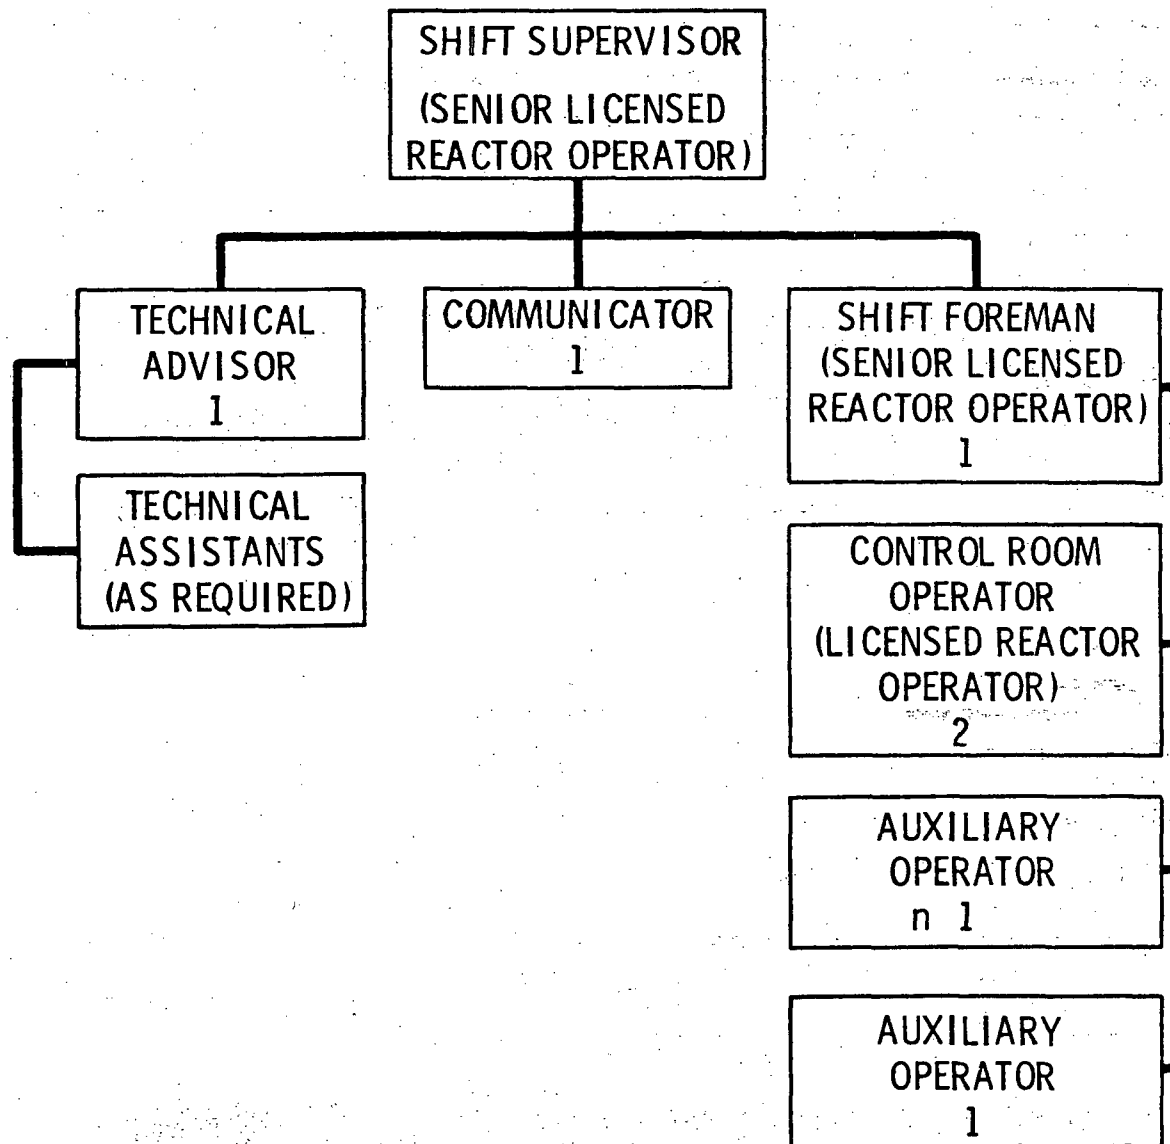 SHIFT SUPERVISOR
(SENIOR LICENSED
REACTOR OPERATOR)
TECHNICAL
ADVISOR
1
TECHNICAL
ASSISTANTS
(AS REQUIRED)
COMMUNICATOR
1
SHIFT FOREMAN
(SENIOR LICENSED
REACTOR OPERATOR)
1
CONTROL ROOM
OPERATOR
(LICENSED REACTOR
OPERATOR)
2
AUXILIARY
OPERATOR
n 1
AUXILIARY
OPERATOR
1